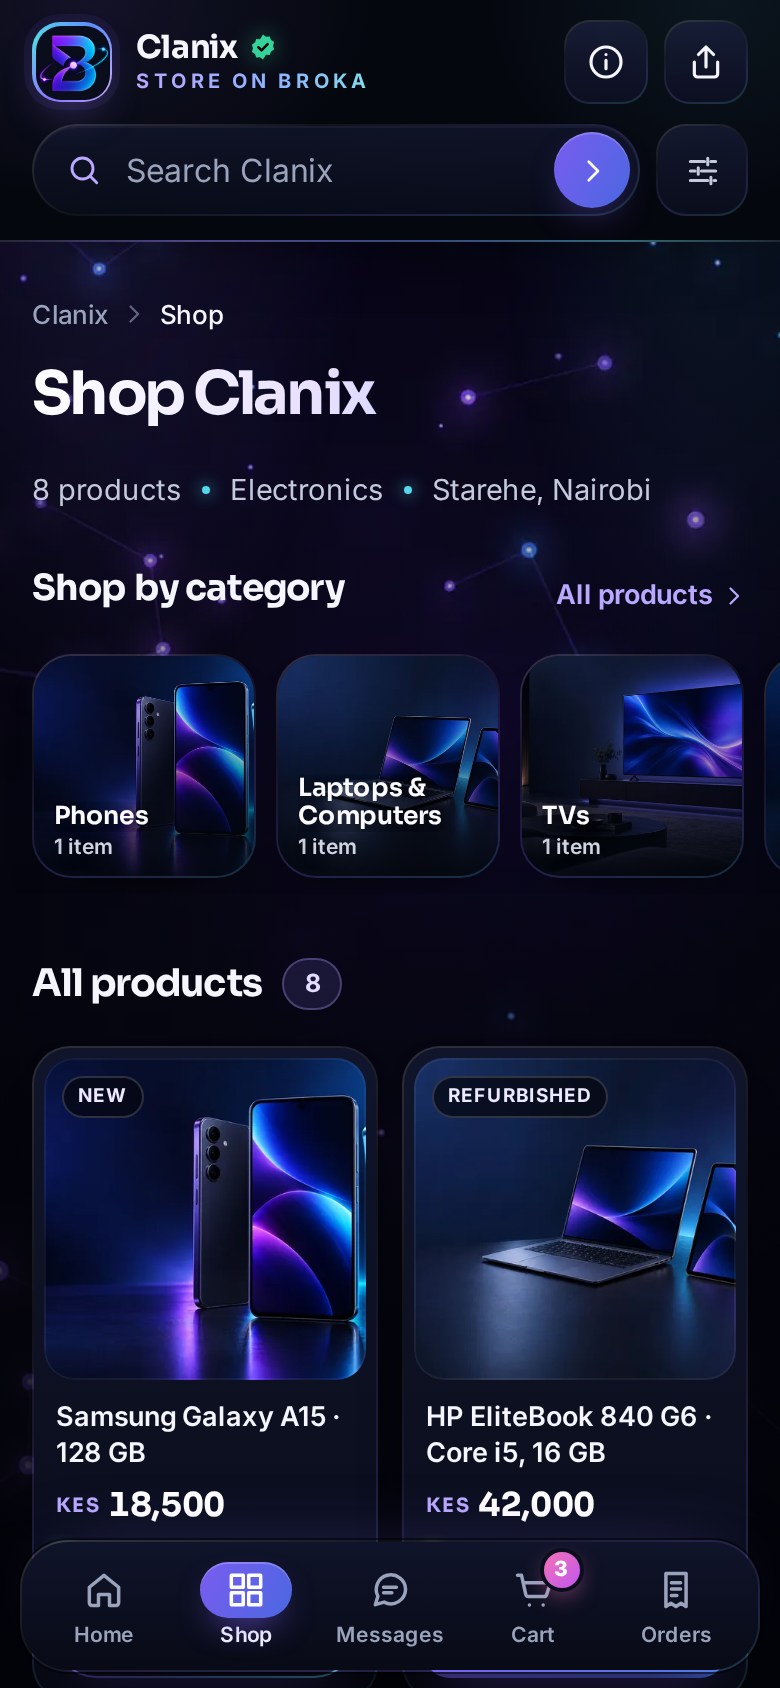 Clanix
STORE ON BROKA
Search Clanix
Clanix > Shop
Shop Clanix
8 products • Electronics • Starehe, Nairobi
Shop by category
All products >
Phones
1 item
Laptops &
Computers
1 item
TVs
1 item
All products 8
NEW
Samsung Galaxy A15 ·
128 GB
KES 18,500
REFURBISHED
HP EliteBook 840 G6 ·
Core i5, 16 GB
KES 42,000
3
Home
Shop
Messages
Cart
Orders